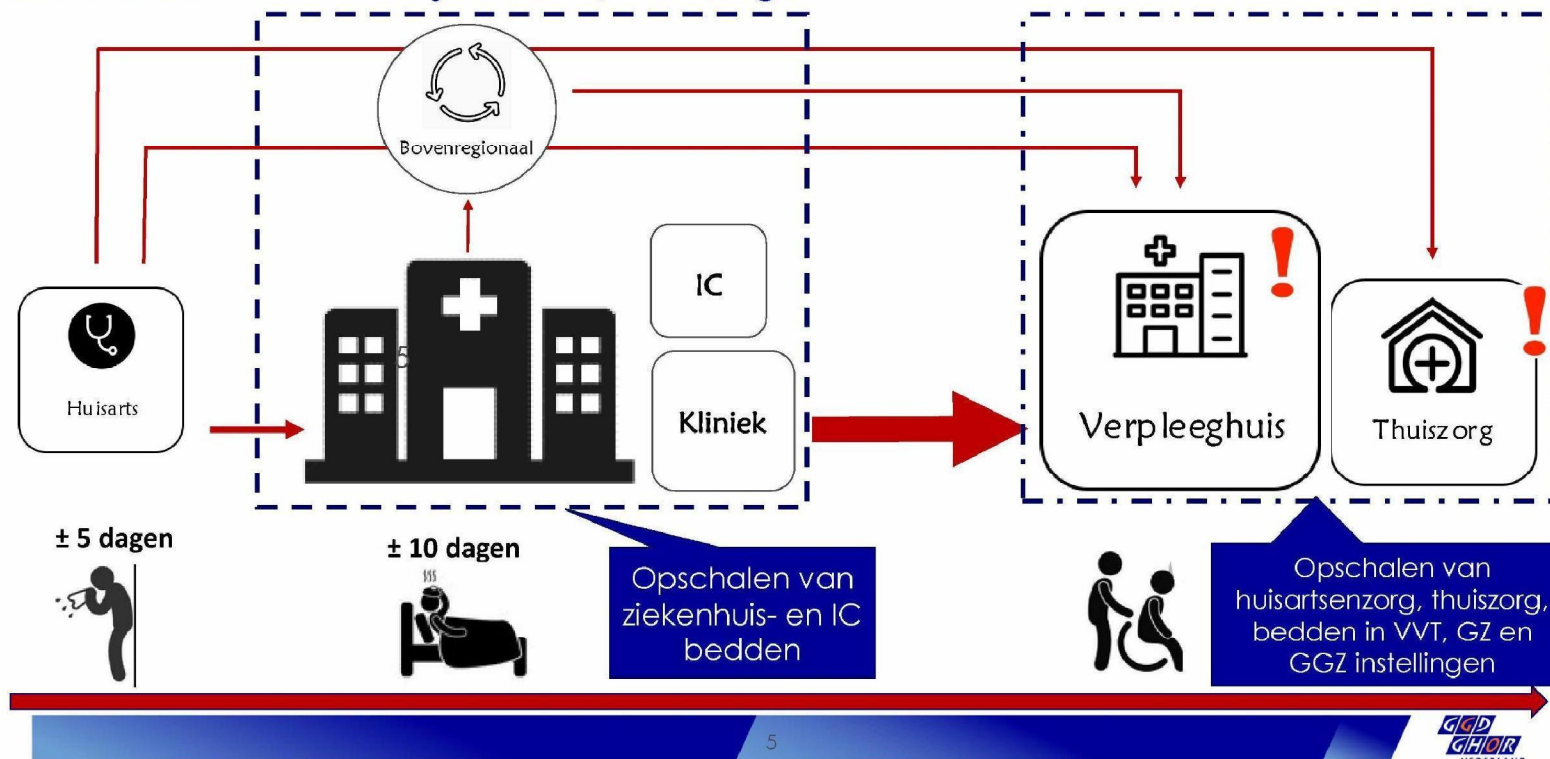 Bovenregionaal
Huisarts
IC
Kliniek
Verpleeghuis
Thuiszorg
± 5 dagen
± 10 dagen
Opschalen van
ziekenhuis- en IC
bedden
Opschalen van
huisartsenzorg, thuiszorg,
bedden in VVT, GZ en
GGZ instellingen
5
GGD
GHOR